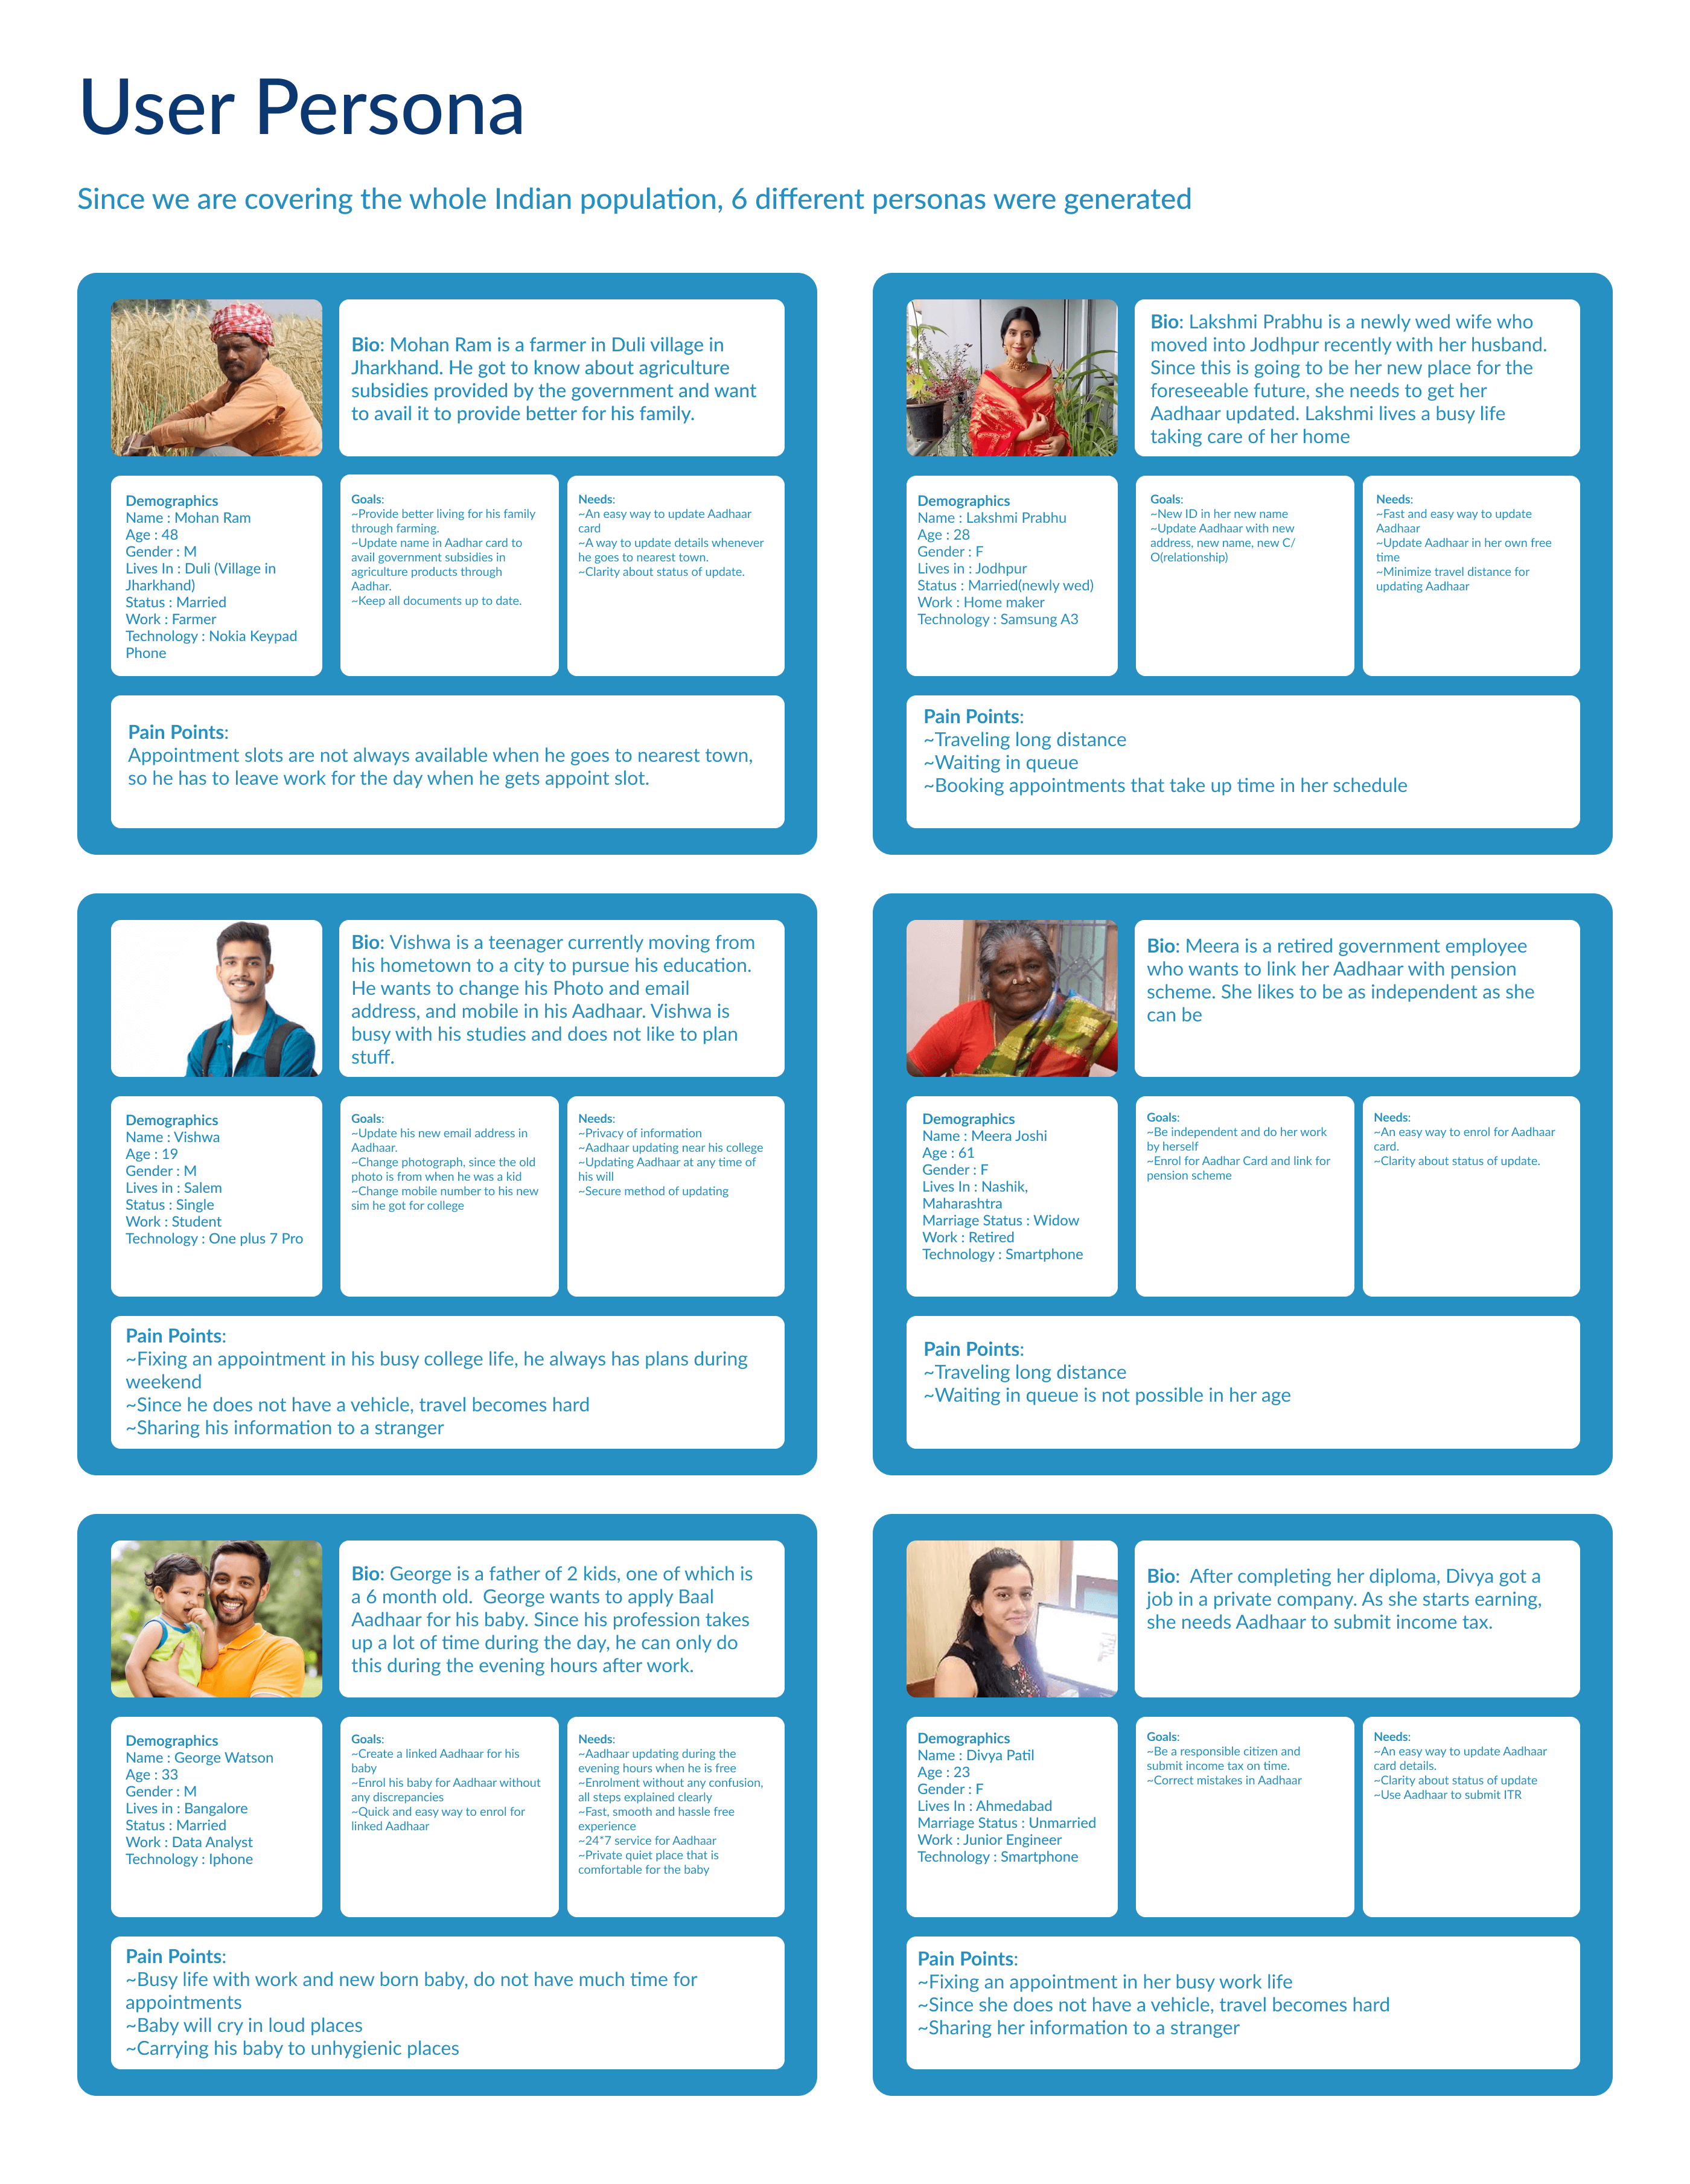 User Persona
Since we are covering the whole Indian population, 6 different personas were generated
Bio: Mohan Ram is a farmer in Duli village in
Jharkhand. He got to know about agriculture
subsidies provided by the government and want
to avail it to provide better for his family.
Demographics
Name : Mohan Ram
Age : 48
Gender : M
Lives In : Duli (Village in
Jharkhand)
Status : Married
Work : Farmer
Technology : Nokia Keypad
Phone
Goals:
~Provide better living for his family
through farming.
~Update name in Aadhar card to
avail government subsidies in
agriculture products through
Aadhar.
~Keep all documents up to date.
Needs:
~An easy way to update Aadhaar
card
~A way to update details whenever
he goes to nearest town.
~Clarity about status of update.
Pain Points:
Appointment slots are not always available when he goes to nearest town,
so he has to leave work for the day when he gets appoint slot.
Bio: Lakshmi Prabhu is a newly wed wife who
moved into Jodhpur recently with her husband.
Since this is going to be her new place for the
foreseeable future, she needs to get her
Aadhaar updated. Lakshmi lives a busy life
taking care of her home
Demographics
Name : Lakshmi Prabhu
Age : 28
Gender : F
Lives in : Jodhpur
Status : Married(newly wed)
Work : Home maker
Technology : Samsung A3
Goals:
~New ID in her new name
~Update Aadhaar with new
address, new name, new C/
O(relationship)
Needs:
~Fast and easy way to update
Aadhaar
~Update Aadhaar in her own free
time
~Minimize travel distance for
updating Aadhaar
Pain Points:
~Traveling long distance
~Waiting in queue
~Booking appointments that take up time in her schedule
Bio: Vishwa is a teenager currently moving from
his hometown to a city to pursue his education.
He wants to change his Photo and email
address, and mobile in his Aadhaar. Vishwa is
busy with his studies and does not like to plan
stuff.
Demographics
Name : Vishwa
Age : 19
Gender : M
Lives in : Salem
Status : Single
Work : Student
Technology : One plus 7 Pro
Goals:
~Update his new email address in
Aadhaar.
~Change photograph, since the old
photo is from when he was a kid
~Change mobile number to his new
sim he got for college
Needs:
~Privacy of information
~Aadhaar updating near his college
~Updating Aadhaar at any time of
his will
~Secure method of updating
Pain Points:
~Fixing an appointment in his busy college life, he always has plans during
weekend
~Since he does not have a vehicle, travel becomes hard
~Sharing his information to a stranger
Bio: Meera is a retired government employee
who wants to link her Aadhaar with pension
scheme. She likes to be as independent as she
can be
Demographics
Name : Meera Joshi
Age : 61
Gender : F
Lives In : Nashik,
Maharashtra
Marriage Status : Widow
Work : Retired
Technology : Smartphone
Goals:
~Be independent and do her work
by herself
~Enrol for Aadhar Card and link for
pension scheme
Needs:
~An easy way to enrol for Aadhaar
card.
~Clarity about status of update.
Pain Points:
~Traveling long distance
~Waiting in queue is not possible in her age
Bio: George is a father of 2 kids, one of which is
a 6 month old.  George wants to apply Baal
Aadhaar for his baby. Since his profession takes
up a lot of time during the day, he can only do
this during the evening hours after work.
Demographics
Name : George Watson
Age : 33
Gender : M
Lives in : Bangalore
Status : Married
Work : Data Analyst
Technology : Iphone
Goals:
~Create a linked Aadhaar for his
baby
~Enrol his baby for Aadhaar without
any discrepancies
~Quick and easy way to enrol for
linked Aadhaar
Needs:
~Aadhaar updating during the
evening hours when he is free
~Enrolment without any confusion,
all steps explained clearly
~Fast, smooth and hassle free
experience
~24*7 service for Aadhaar
~Private quiet place that is
comfortable for the baby
Pain Points:
~Busy life with work and new born baby, do not have much time for
appointments
~Baby will cry in loud places
~Carrying his baby to unhygienic places
Bio:  After completing her diploma, Divya got a
job in a private company. As she starts earning,
she needs Aadhaar to submit income tax.
Demographics
Name : Divya Patil
Age : 23
Gender : F
Lives In : Ahmedabad
Marriage Status : Unmarried
Work : Junior Engineer
Technology : Smartphone
Goals:
~Be a responsible citizen and
submit income tax on time.
~Correct mistakes in Aadhaar
Needs:
~An easy way to update Aadhaar
card details.
~Clarity about status of update
~Use Aadhaar to submit ITR
Pain Points:
~Fixing an appointment in her busy work life
~Since she does not have a vehicle, travel becomes hard
~Sharing her information to a stranger